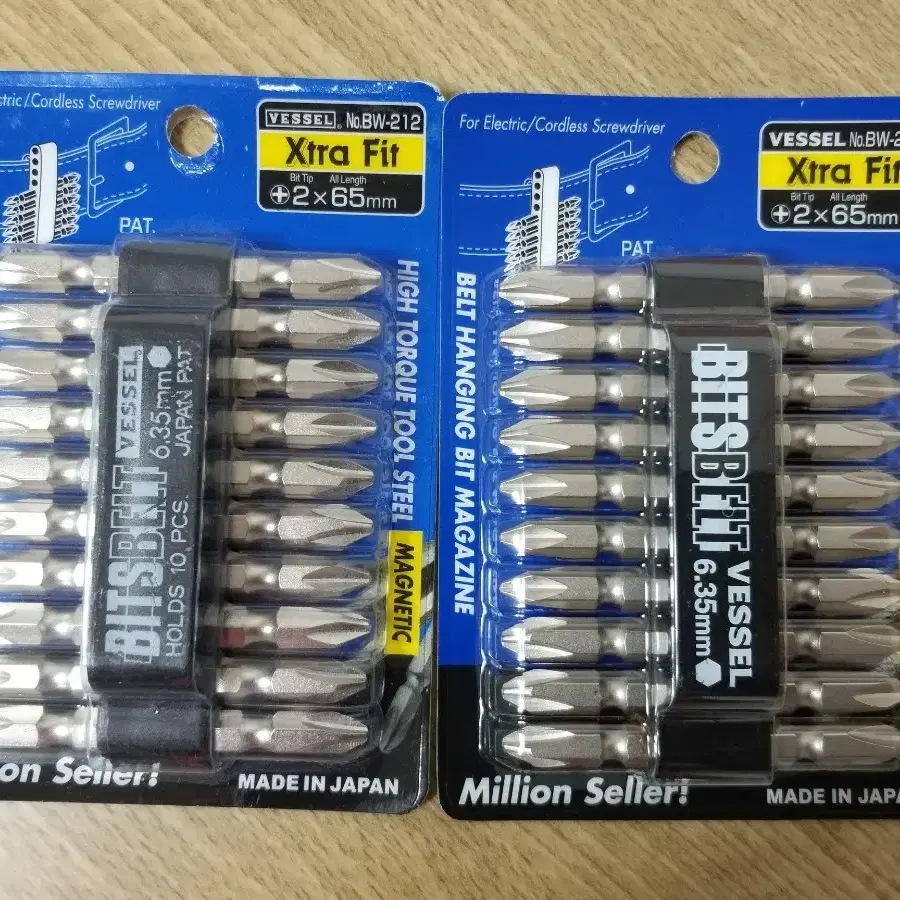 ctric/Cordless Screwdriver
VESSEL® No.BW-212
Xtra Fit
Bit Tip All Length
2×65mm
PAT.
HIGH TORQUE TOOL STEEL
MAGNETIC
BITSBELT VESSEL
HOLDS 10 PCS.
6.35mm
JAPAN PAT
on Seller!
MADE IN JAPAN
For Electric/Cordless Screwdriver
VESSEL No.BW-2
Xtra Fit
Bit Tip All Length
2×65mm
PAT
BELT HANGING BIT MAGAZINE
BITSBELT VESSEL
6.35mm
Million Seller!
MADE IN JAPA